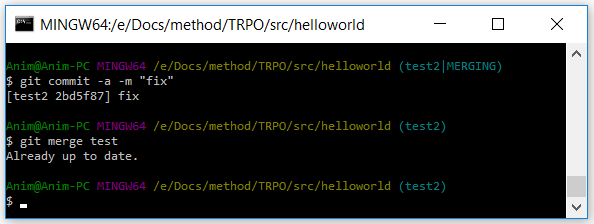 MINGW64:/e/Docs/method/TRPO/src/helloworld
Anim@Anim-PC MINGW64 /e/Docs/method/TRPO/src/helloworld (test2|MERGING)
$ git commit -a -m "fix"
[test2 2bd5f87] fix
Anim@Anim-PC MINGW64 /e/Docs/method/TRPO/src/helloworld (test2)
$ git merge test
Already up to date.
Anim@Anim-PC MINGW64 /e/Docs/method/TRPO/src/helloworld (test2)
$